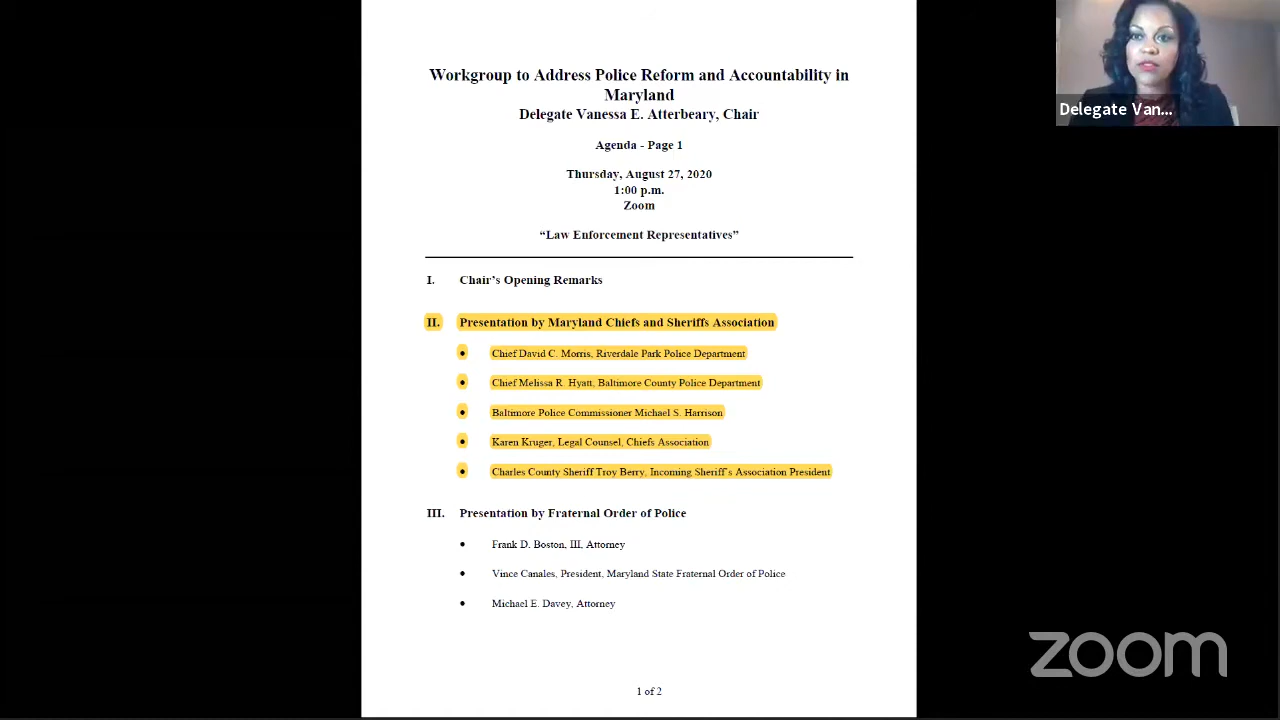 Workgroup to Address Police Reform and Accountability in
Maryland
Delegate Vanessa E. Atterbeary, Chair
Agenda - Page 1
Thursday, August 27, 2020
1:00 p.m.
Zoom
“Law Enforcement Representatives”
I. Chair’s Opening Remarks
II. Presentation by Maryland Chiefs and Sheriffs Association
• Chief David C. Morris, Riverdale Park Police Department
• Chief Melissa R. Hyatt, Baltimore County Police Department
• Baltimore Police Commissioner Michael S. Harrison
• Karen Kruger, Legal Counsel, Chiefs Association
• Charles County Sheriff Troy Berry, Incoming Sheriff’s Association President
III. Presentation by Fraternal Order of Police
• Frank D. Boston, III, Attorney
• Vince Canales, President, Maryland State Fraternal Order of Police
• Michael E. Davey, Attorney
1 of 2
Delegate Van...
zoom